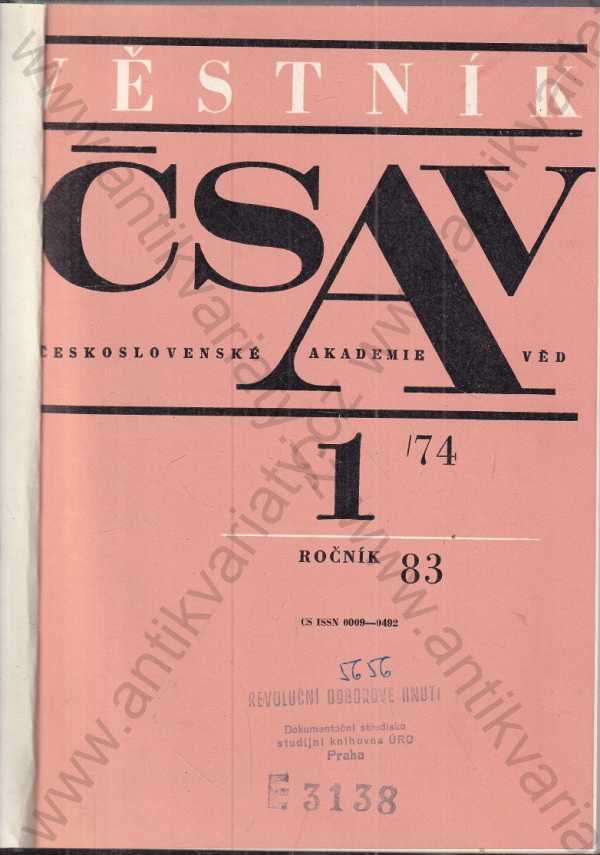 VĚSTNÍK
ČSAV
ČESKOSLOVENSKÉ AKADEMIE VĚD
1 '74
ROČNÍK 83
CS ISSN 0009—0492
5656
REVOLUČNÍ ODBOROVÉ HNUTÍ
Dokumentační středisko
studijní knihovna ÚRO
Praha
E 3138
www.antikvariaty.cz